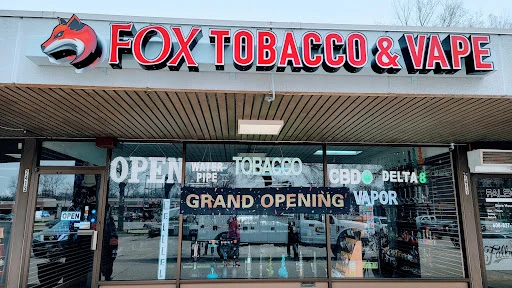 FOX TOBACCO & VAPE
OPEN
WATER
PIPE
TOBACCO
CBD
DELTA 8
GRAND OPENING
VAPOR
OPEN